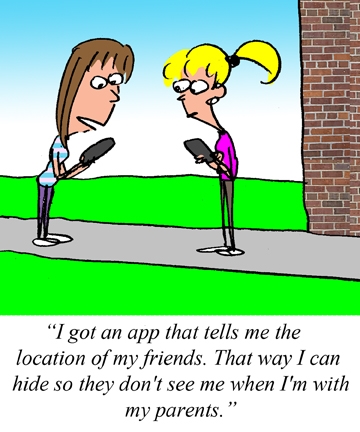 “I got an app that tells me the
location of my friends. That way I can
hide so they don't see me when I'm with
my parents.”